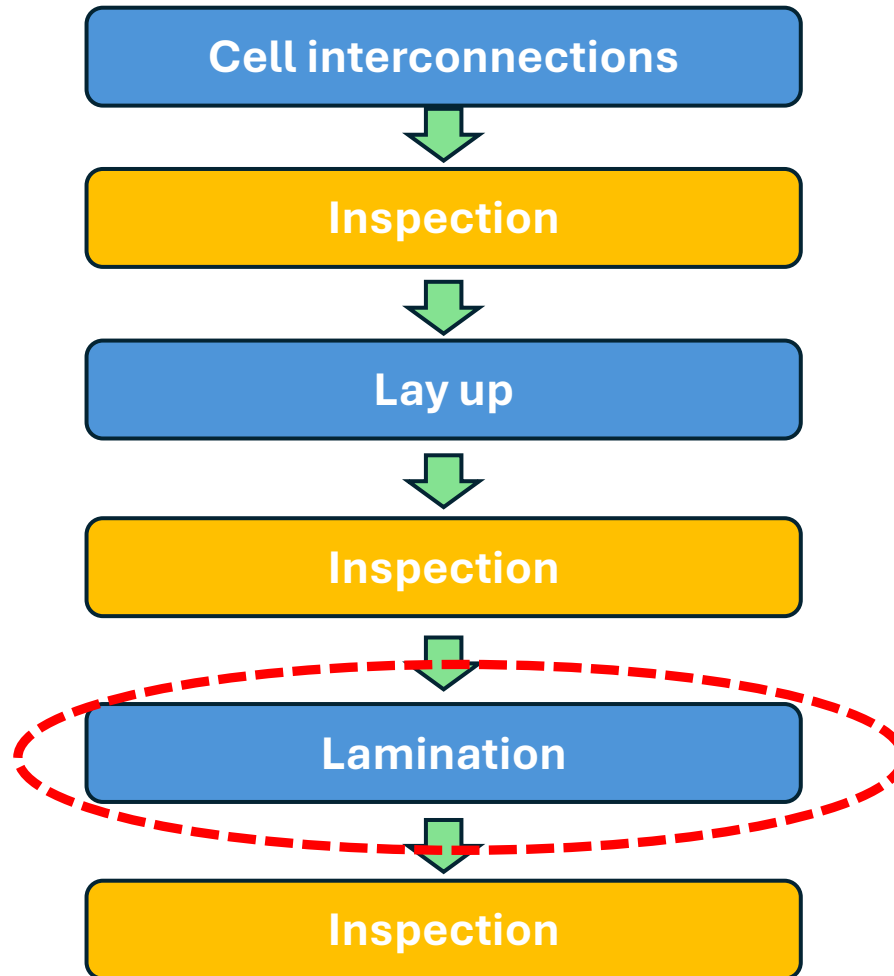 Cell interconnections
Inspection
Lay up
Inspection
Lamination
Inspection